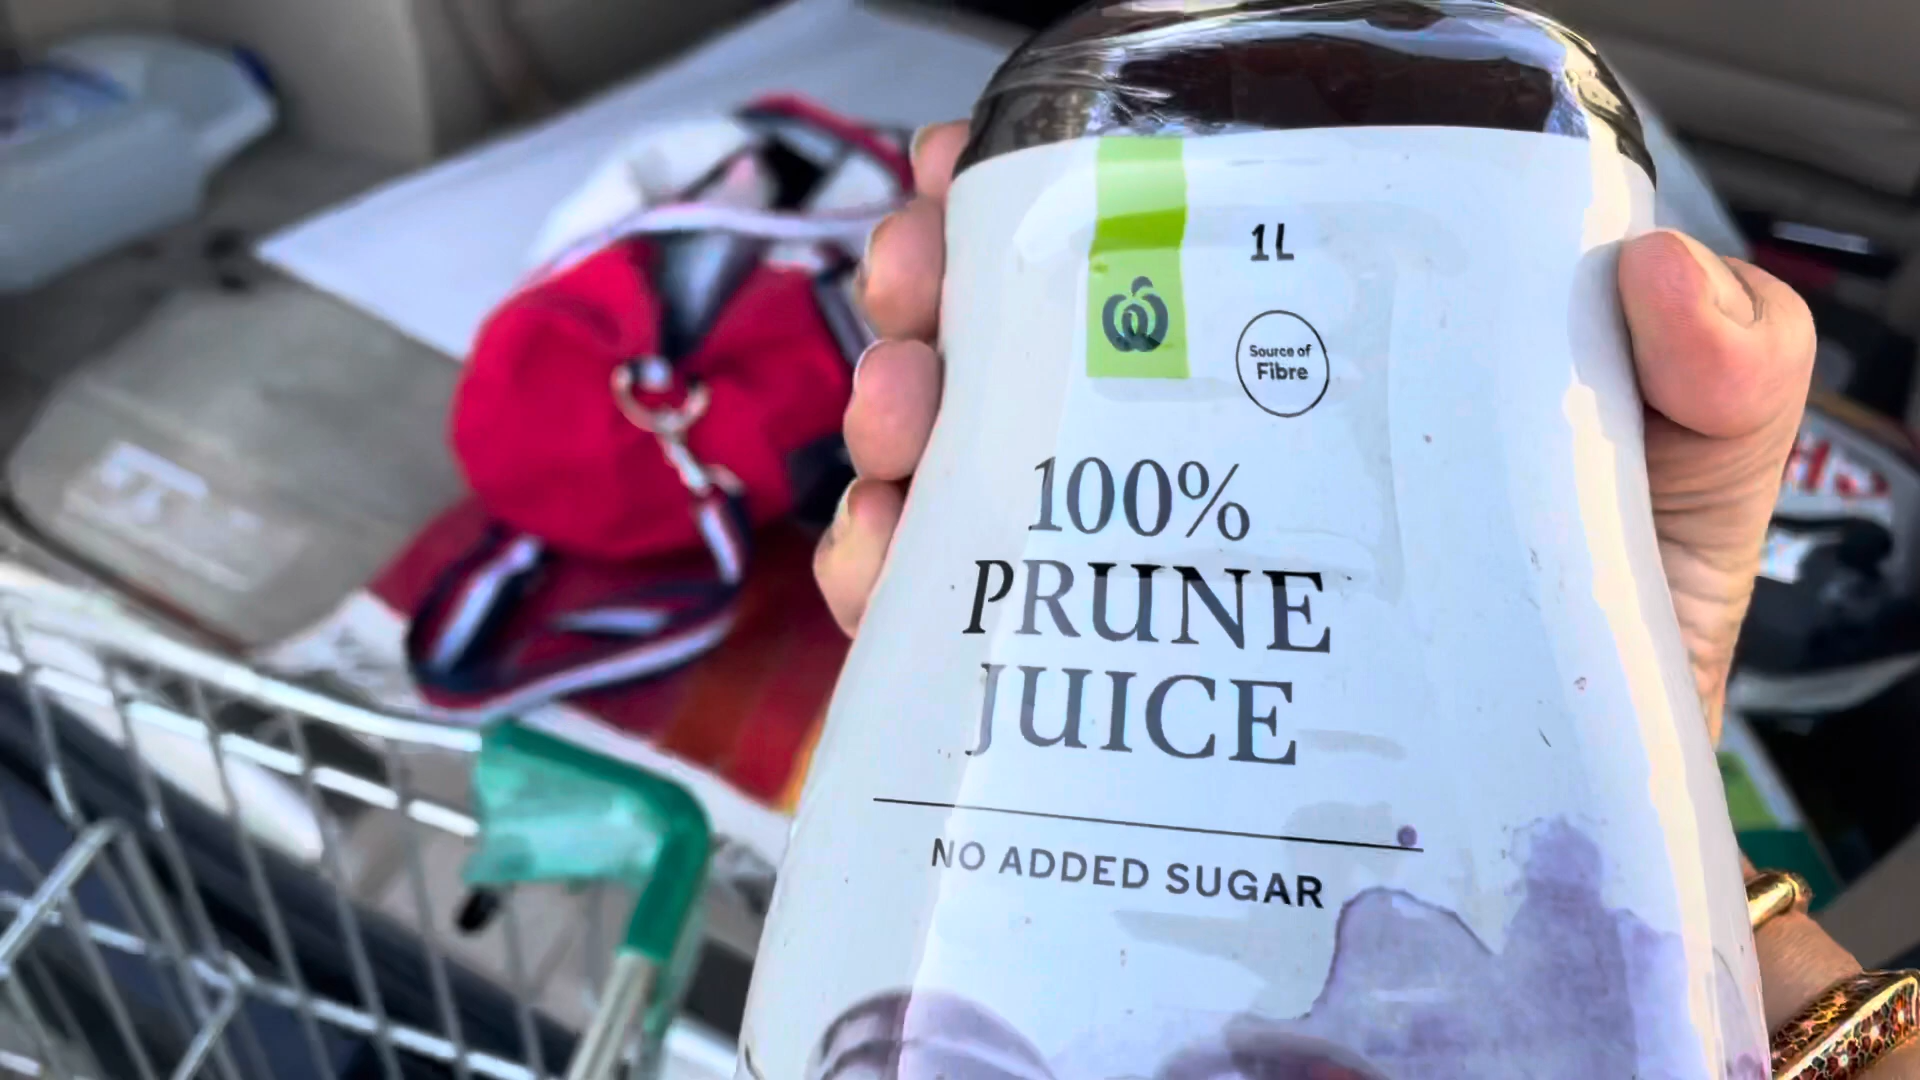 1L
Source of
Fibre
100%
PRUNE
JUICE
NO ADDED SUGAR